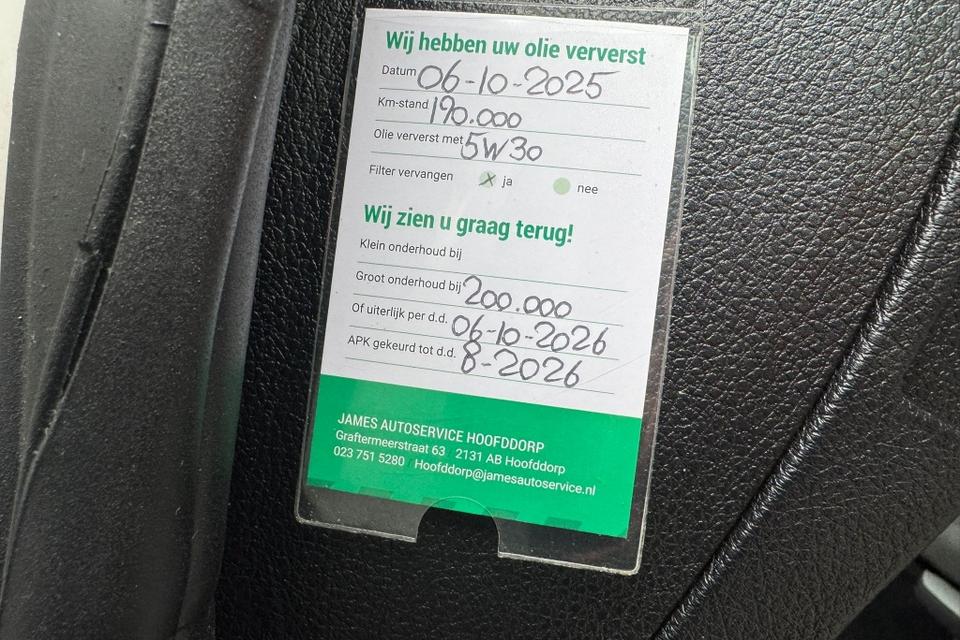 Wij hebben uw olie ververst
Datum 06-10-2025
Km-stand 190.000
Olie ververst met 5W30
Filter vervangen X ja nee
Wij zien u graag terug!
Klein onderhoud bij
Groot onderhoud bij 200.000
Of uiterlijk per d.d. 06-10-2026
APK gekeurd tot d.d. 8-2026
JAMES AUTOSERVICE HOOFDDORP
Graftermeerstraat 63 / 2131 AB Hoofddorp
023 751 5280 / Hoofddorp@jamesautoservice.nl